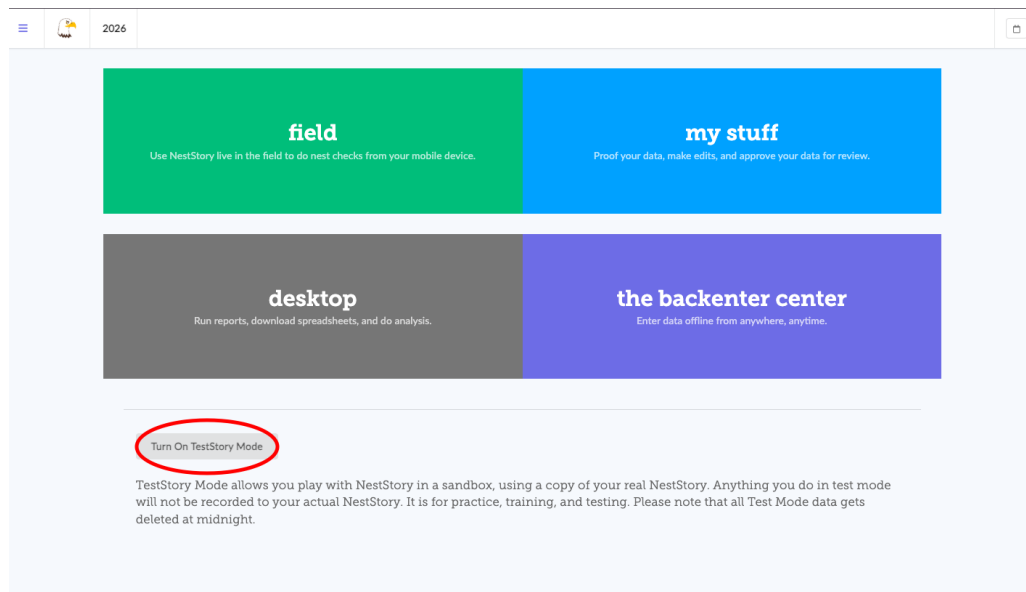 2026
field
Use NestStory live in the field to do nest checks from your mobile device.
my stuff
Proof your data, make edits, and approve your data for review.
desktop
Run reports, download spreadsheets, and do analysis.
the backenter center
Enter data offline from anywhere, anytime.
Turn On TestStory Mode
TestStory Mode allows you play with NestStory in a sandbox, using a copy of your real NestStory. Anything you do in test mode
will not be recorded to your actual NestStory. It is for practice, training, and testing. Please note that all Test Mode data gets
deleted at midnight.